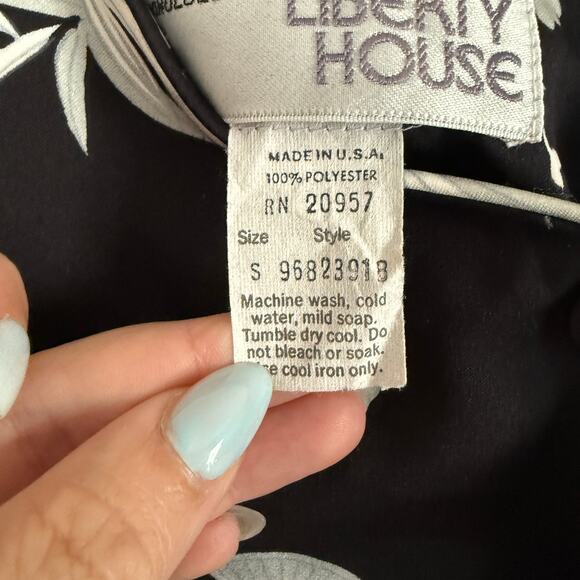 LIBERTY
HOUSE
MADE IN U.S.A.
100% POLYESTER
RN 20957
Size Style
S 96823918
Machine wash, cold
water, mild soap.
Tumble dry cool. Do
not bleach or soak.
cool iron only.